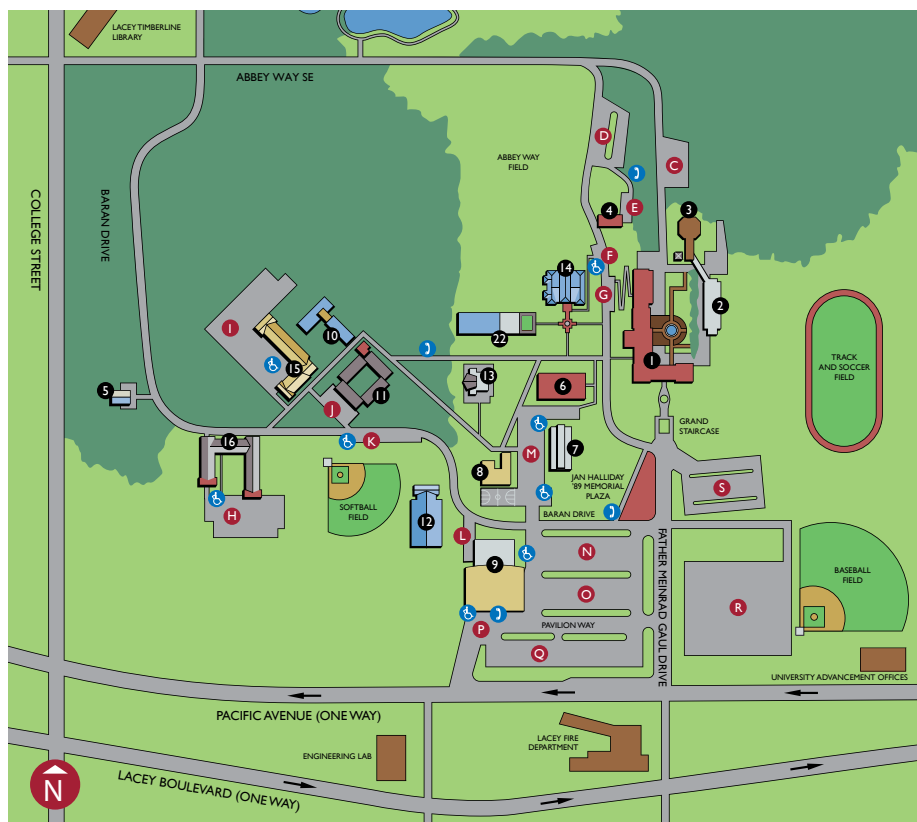 LACEY TIMBERLINE
LIBRARY
ABBEY WAY SE
COLLEGE STREET
BARAN DRIVE
ABBEY WAY
FIELD
D
C
E
4
3
F
14
G
2
I
10
22
1
TRACK
AND SOCCER
FIELD
15
5
13
6
11
J
GRAND
STAIRCASE
16
K
M
7
8
JAN HALLIDAY
'89 MEMORIAL
PLAZA
S
H
SOFTBALL
FIELD
12
BARAN DRIVE
L
N
9
FATHER MEINRAD GAUL DRIVE
O
BASEBALL
FIELD
R
P
PAVILION WAY
Q
UNIVERSITY ADVANCEMENT OFFICES
PACIFIC AVENUE (ONE WAY)
ENGINEERING LAB
LACEY FIRE
DEPARTMENT
LACEY BOULEVARD (ONE WAY)
N